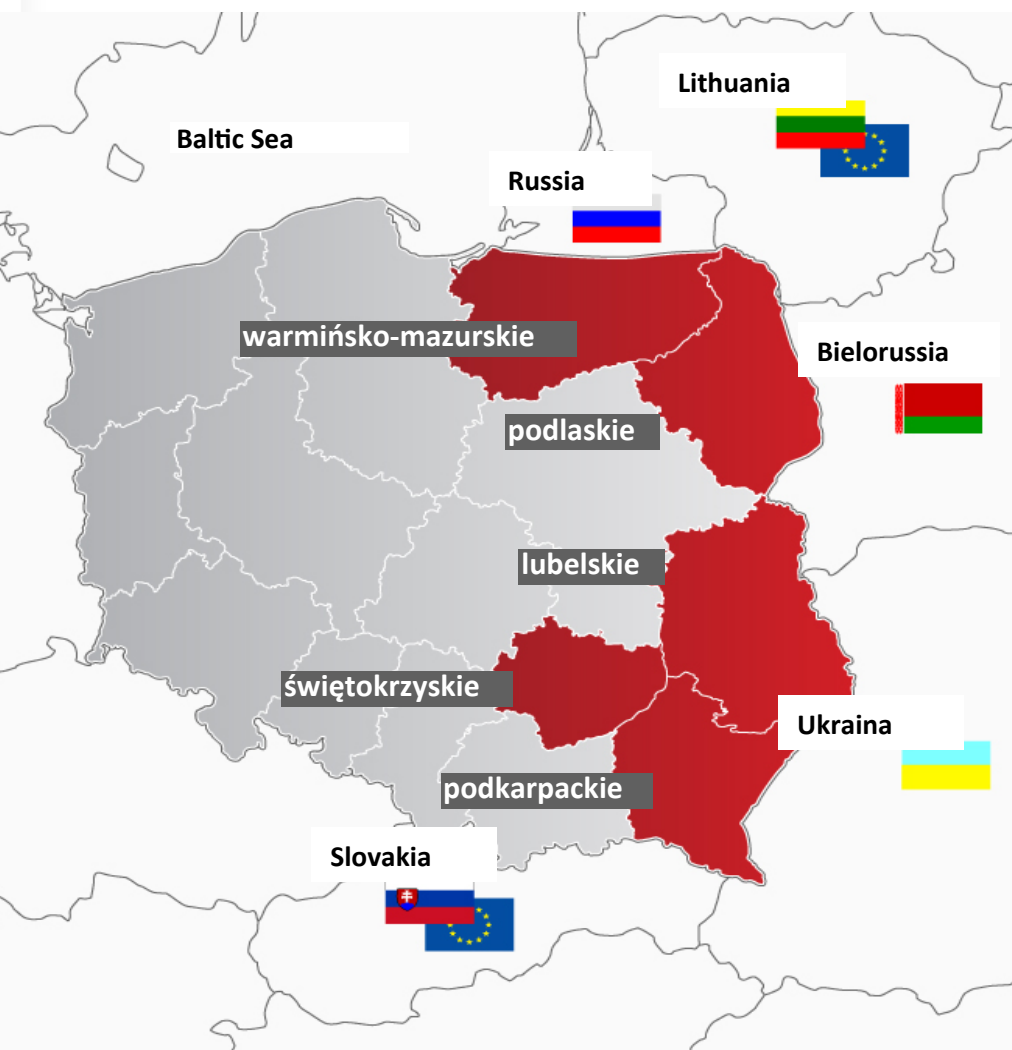 Lithuania
Baltic Sea
Russia
warmińsko-mazurskie
Bielorussia
podlaskie
lubelskie
świętokrzyskie
Ukraina
podkarpackie
Slovakia